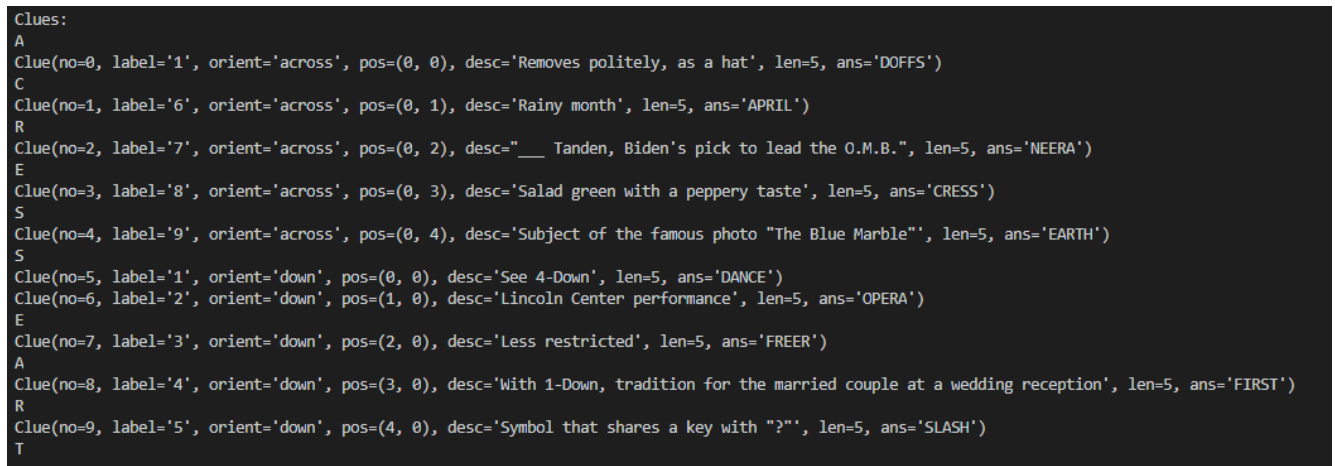 Clues:
A
Clue(no=0, label='1', orient='across', pos=(0, 0), desc='Removes politely, as a hat', len=5, ans='DOFFS')
C
Clue(no=1, label='6', orient='across', pos=(0, 1), desc='Rainy month', len=5, ans='APRIL')
R
Clue(no=2, label='7', orient='across', pos=(0, 2), desc="___ Tanden, Biden's pick to lead the O.M.B.", len=5, ans='NEERA')
E
Clue(no=3, label='8', orient='across', pos=(0, 3), desc='Salad green with a peppery taste', len=5, ans='CRESS')
S
Clue(no=4, label='9', orient='across', pos=(0, 4), desc='Subject of the famous photo "The Blue Marble"', len=5, ans='EARTH')
S
Clue(no=5, label='1', orient='down', pos=(0, 0), desc='See 4-Down', len=5, ans='DANCE')
Clue(no=6, label='2', orient='down', pos=(1, 0), desc='Lincoln Center performance', len=5, ans='OPERA')
E
Clue(no=7, label='3', orient='down', pos=(2, 0), desc='Less restricted', len=5, ans='FREER')
A
Clue(no=8, label='4', orient='down', pos=(3, 0), desc='With 1-Down, tradition for the married couple at a wedding reception', len=5, ans='FIRST')
R
Clue(no=9, label='5', orient='down', pos=(4, 0), desc='Symbol that shares a key with "?"', len=5, ans='SLASH')
T